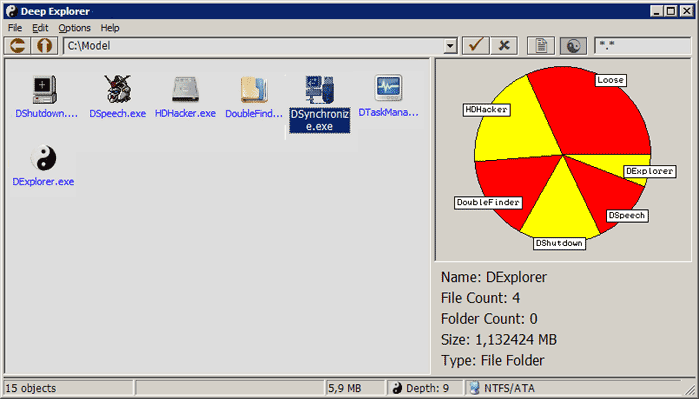 Deep Explorer
File Edit Options Help
C:\Model
*.*
DShutdown....
DSpeech.exe
HDHacker.exe
DoubleFind...
DSynchroniz
e.exe
DTaskMana...
DExplorer.exe
Loose
HDHacker
DExplorer
DoubleFinder
DSpeech
DShutdown
Name: DExplorer
File Count: 4
Folder Count: 0
Size: 1,132424 MB
Type: File Folder
15 objects
5,9 MB
Depth: 9
NTFS/ATA